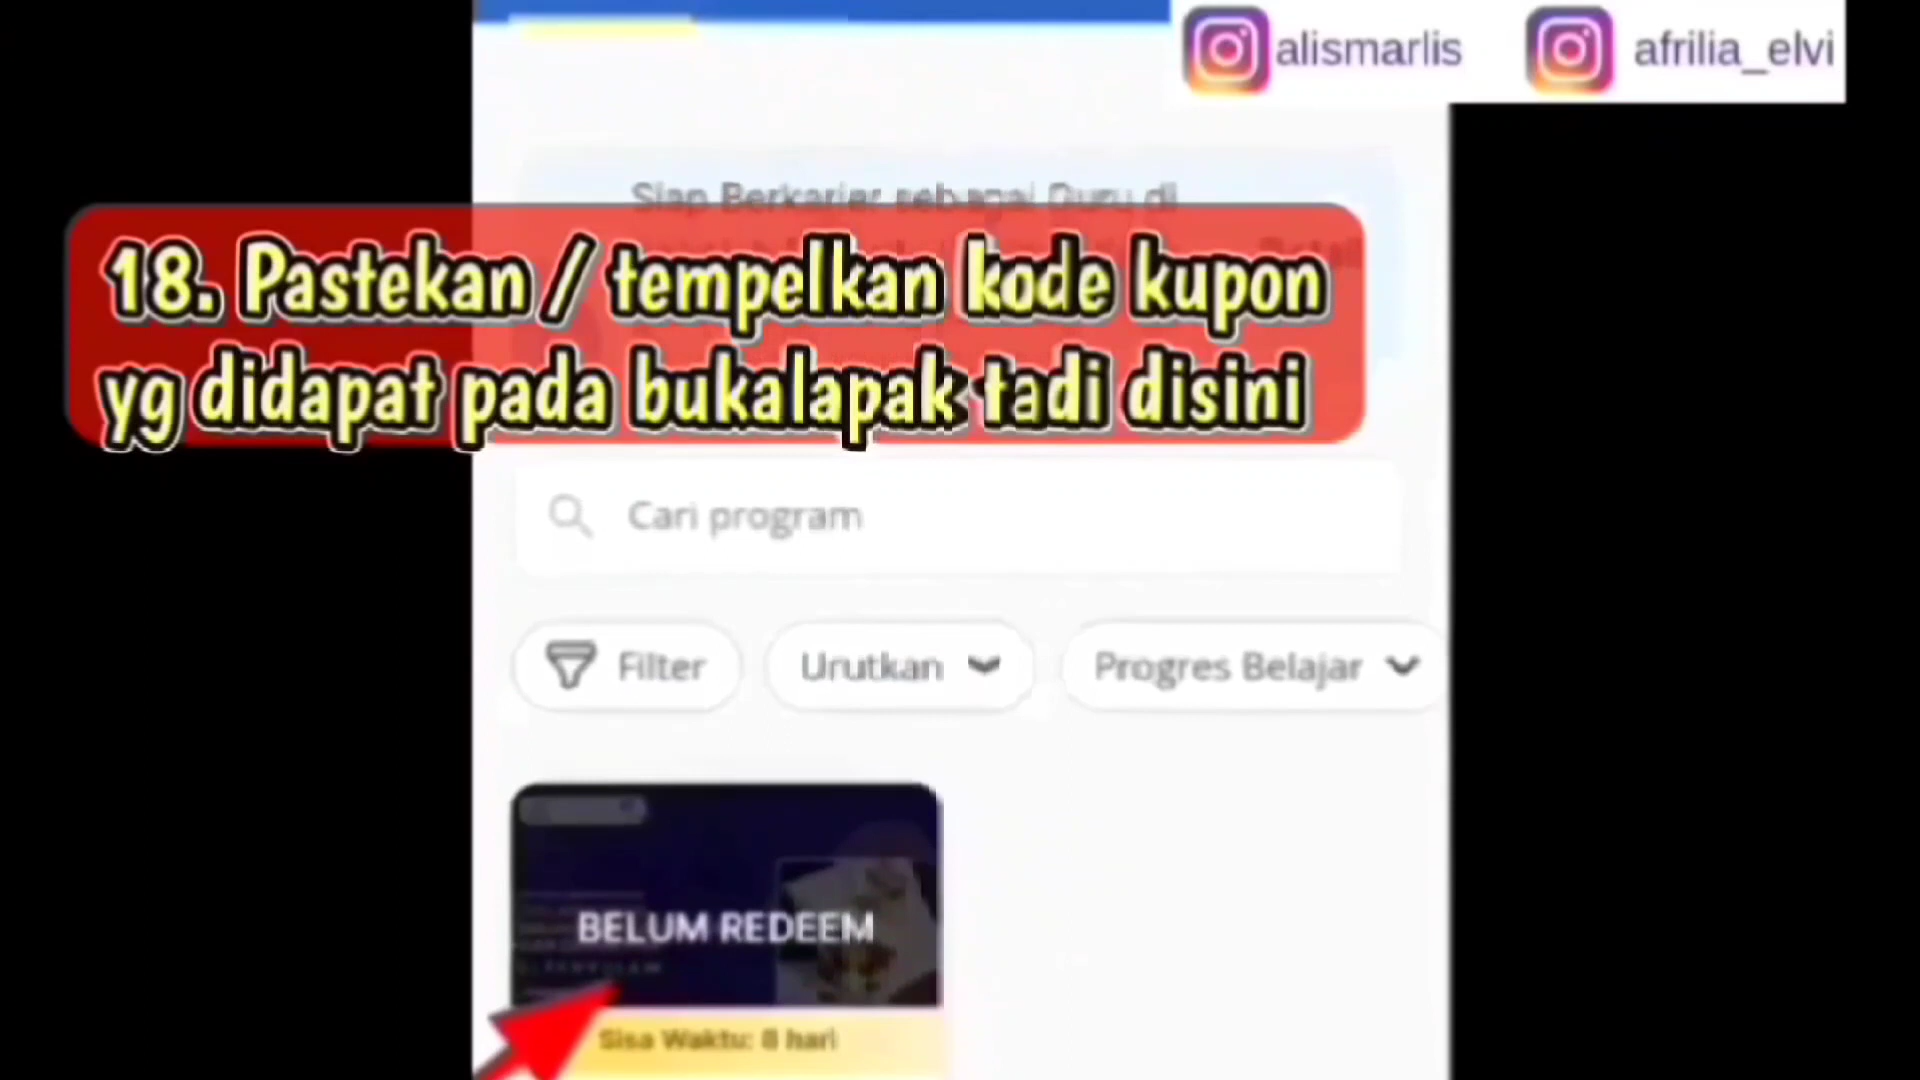 alismarlis
afrilia_elvi
Siap Berkarier sebagai Guru di
Detail
18. Pastekan / tempelkan kode kupon
yg didapat pada bukalapak tadi disini
Cari program
Filter
Urutkan
Progres Belajar
BELUM REDEEM
Sisa Waktu: 8 hari